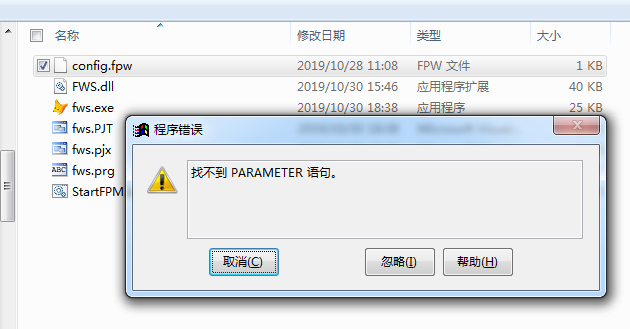 名称 修改日期 类型 大小
config.fpw 2019/10/28 11:08 FPW 文件 1 KB
FWS.dll 2019/10/30 15:46 应用程序扩展 40 KB
fws.exe 2019/10/30 18:38 应用程序 25 KB
fws.PJT
fws.pjx
fws.prg
StartFPM
程序错误
找不到 PARAMETER 语句。
取消(C) 忽略(I) 帮助(H)